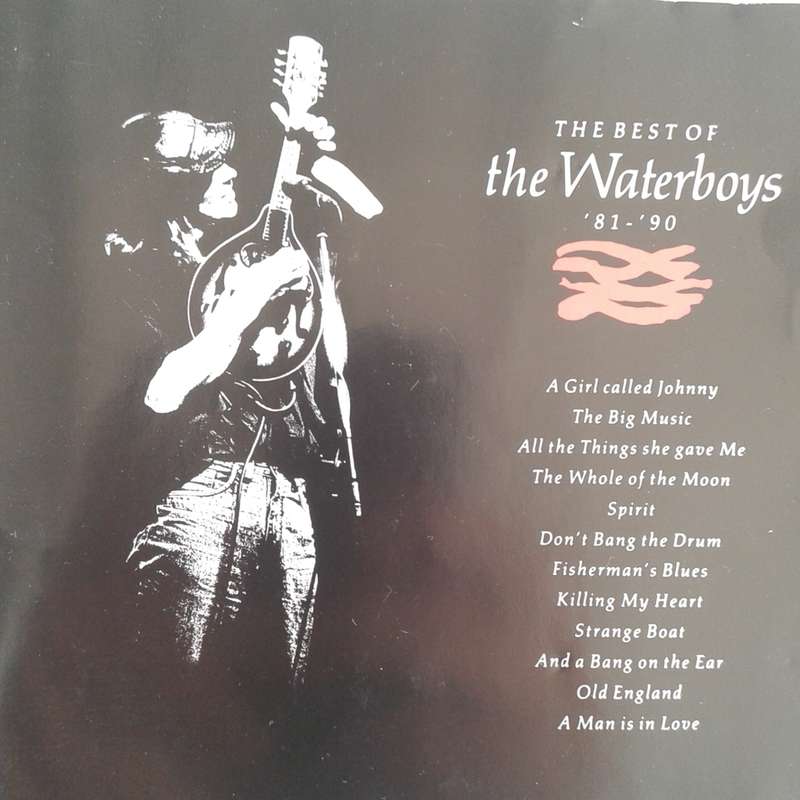 THE BEST OF
the Waterboys
'81-'90
A Girl called Johnny
The Big Music
All the Things she gave Me
The Whole of the Moon
Spirit
Don't Bang the Drum
Fisherman's Blues
Killing My Heart
Strange Boat
And a Bang on the Ear
Old England
A Man is in Love